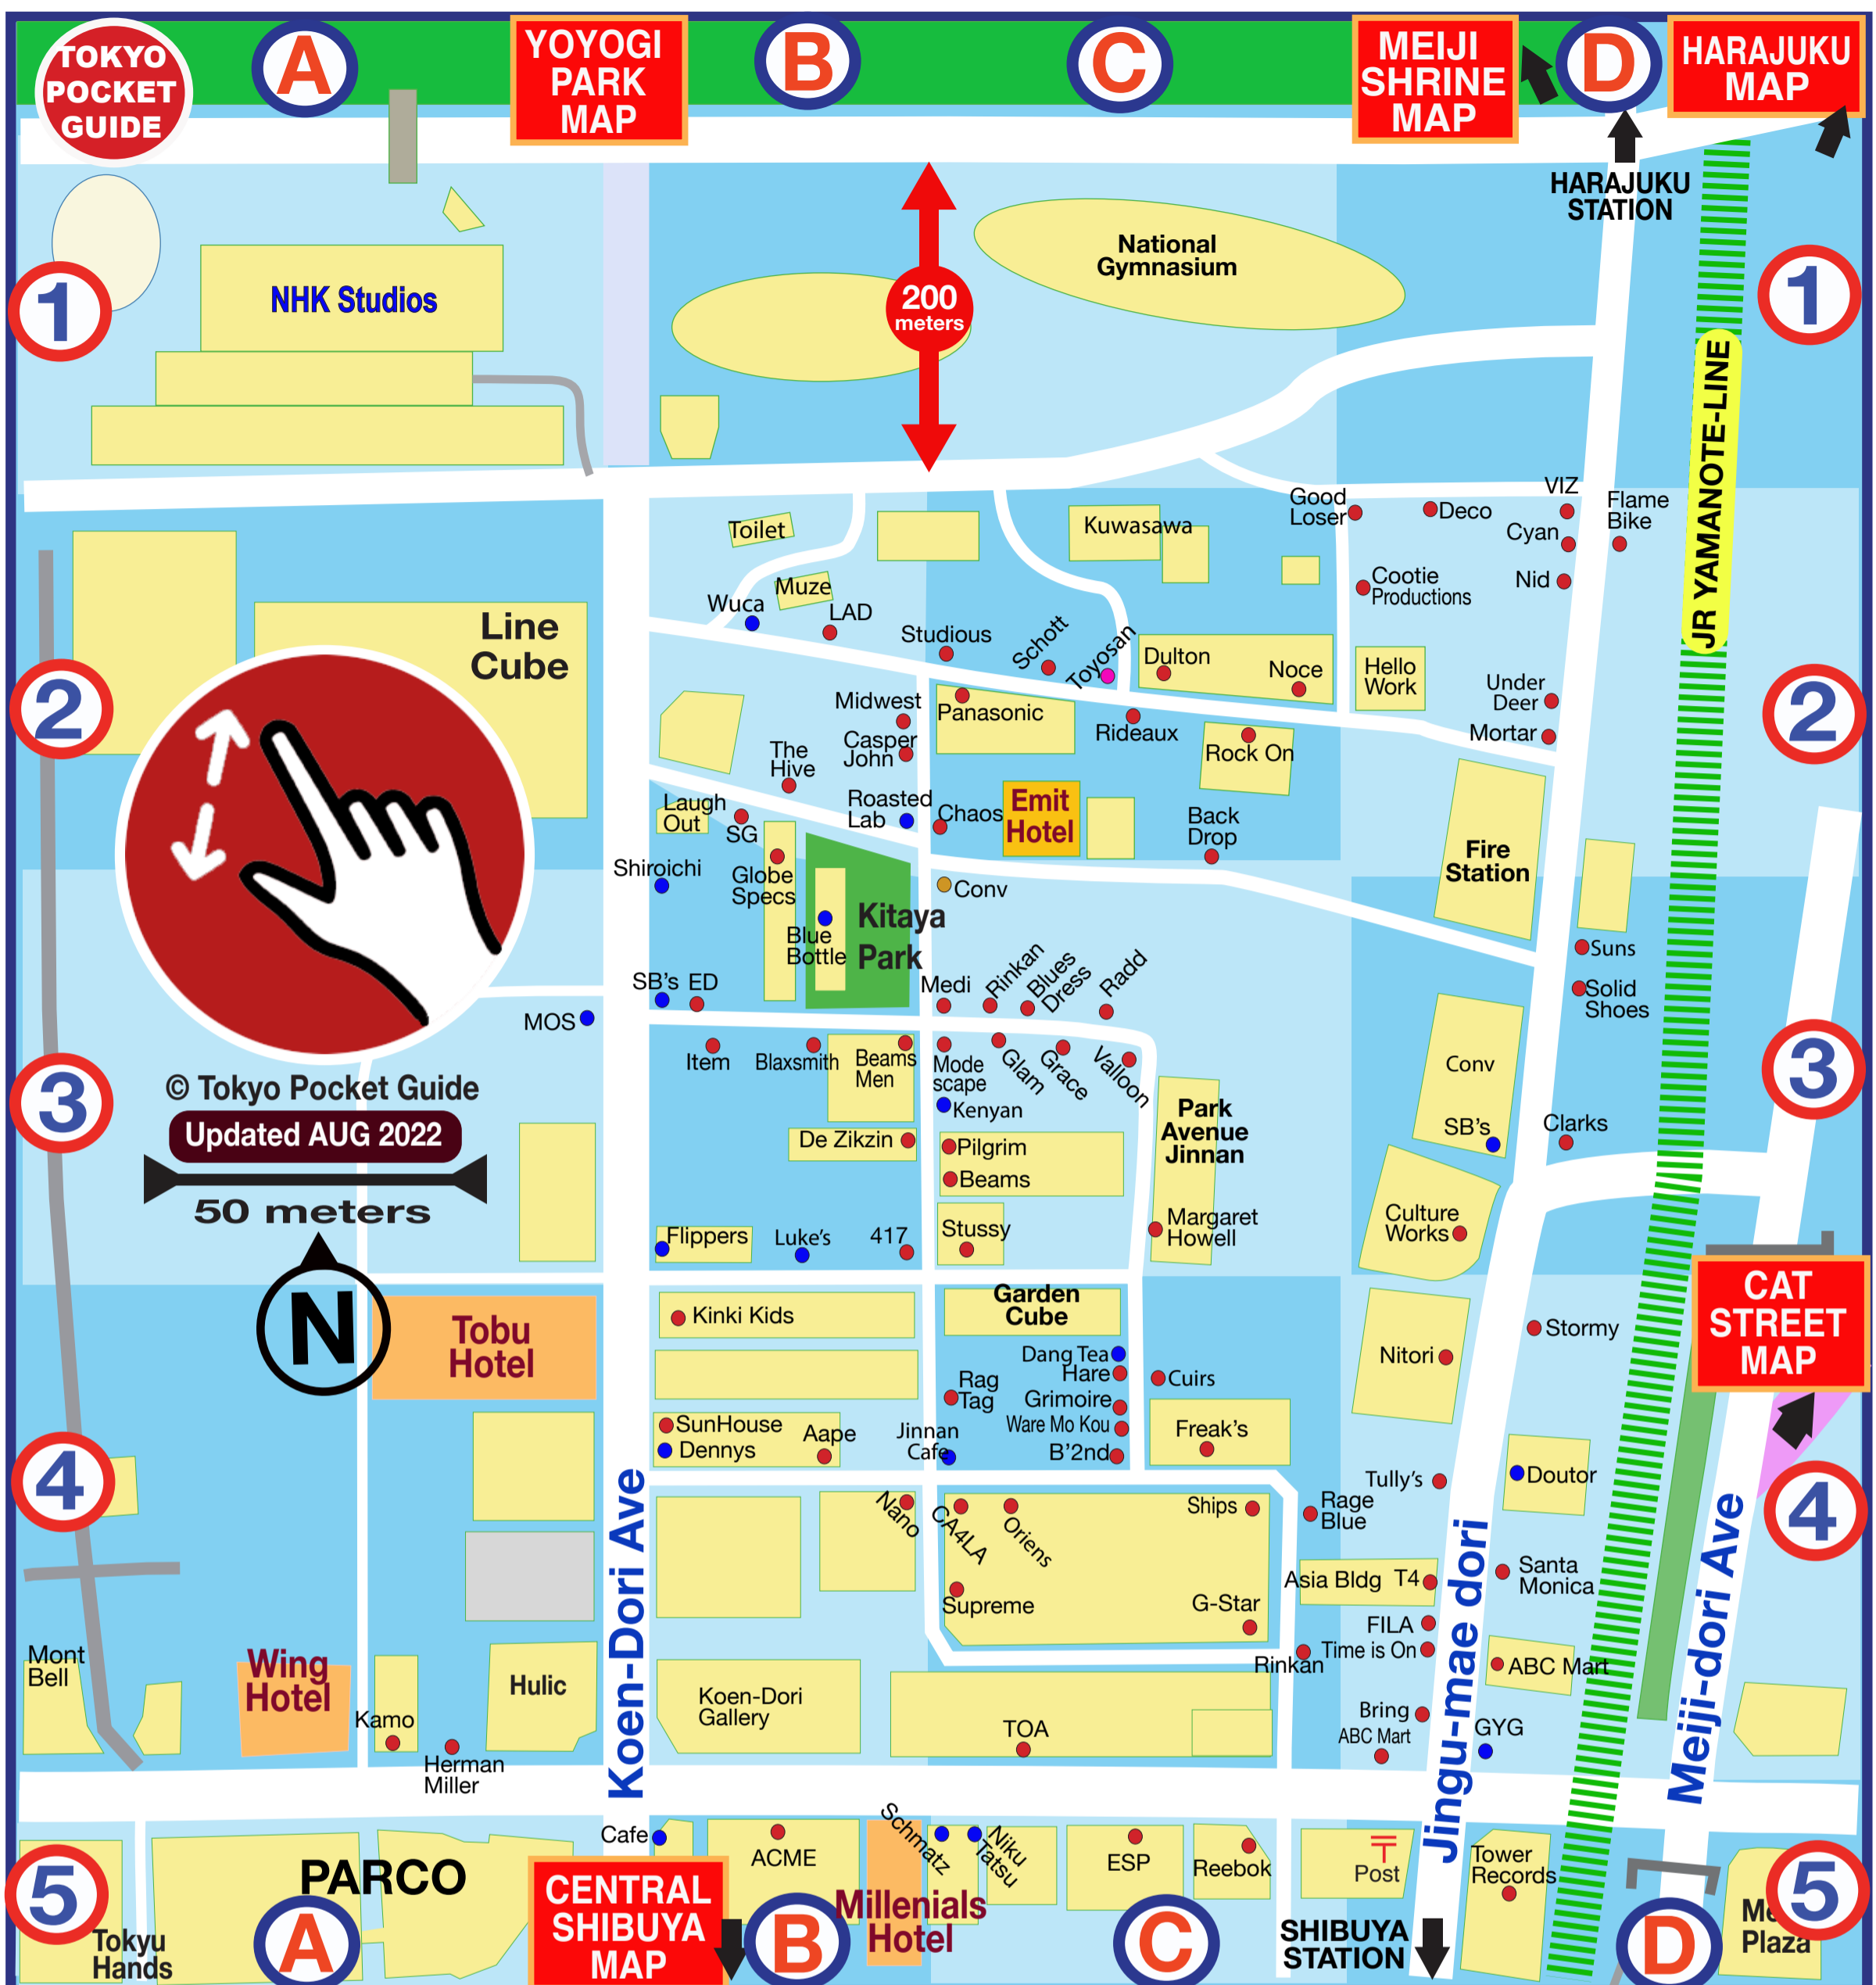 TOKYO
POCKET
GUIDE
A
YOYOGI
PARK
MAP
B
C
MEIJI
SHRINE
MAP
D
HARAJUKU
MAP
HARAJUKU
STATION
1
NHK Studios
200
meters
National
Gymnasium
1
JR YAMANOTE-LINE
Toilet
Kuwasawa
Good
Loser
Deco
VIZ
Cyan
Flame
Bike
Nid
Cootie
Productions
Muze
Wuca
LAD
Line
Cube
Studious
Schott
Toyosan
Dulton
Noce
Hello
Work
Under
Deer
Mortar
2
2
Midwest
Panasonic
Casper
John
Rideaux
Rock On
The
Hive
Laugh
Out
SG
Roasted
Lab
Chaos
Emit
Hotel
Back
Drop
Fire
Station
Shiroichi
Globe
Specs
Conv
Kitaya
Park
Blue
Bottle
Suns
Solid
Shoes
SB's
ED
MOS
Medi
Rinkan
Blues
Dress
Radd
Item
Blaxsmith
Beams
Men
Mode
scape
Glam
Grace
Valloon
Kenyan
Conv
SB's
Clarks
3
3
© Tokyo Pocket Guide
Updated AUG 2022
50 meters
De Zikzin
Pilgrim
Beams
Park
Avenue
Jinnan
Margaret
Howell
Culture
Works
Flippers
Luke's
417
Stussy
N
Tobu
Hotel
Kinki Kids
Garden
Cube
Dang Tea
Hare
Grimoire
Ware Mo Kou
B'2nd
Cuirs
Rag
Tag
Nitori
Stormy
CAT
STREET
MAP
SunHouse
Dennys
Aape
Jinnan
Cafe
Freak's
4
4
Tully's
Doutor
Nano
CA4LA
Oriens
Ships
Rage
Blue
Supreme
G-Star
Asia Bldg
T4
Santa
Monica
FILA
Time is On
Rinkan
ABC Mart
Koen-Dori Ave
Jingu-mae dori
Meiji-dori Ave
Mont
Bell
Wing
Hotel
Kamo
Herman
Miller
Hulic
Koen-Dori
Gallery
TOA
Bring
ABC Mart
GYG
5
PARCO
Tokyu
Hands
A
Cafe
CENTRAL
SHIBUYA
MAP
ACME
B
Schmatz
Niku
Tatsu
Millenials
Hotel
ESP
Reebok
C
Post
SHIBUYA
STATION
Tower
Records
D
Plaza
5